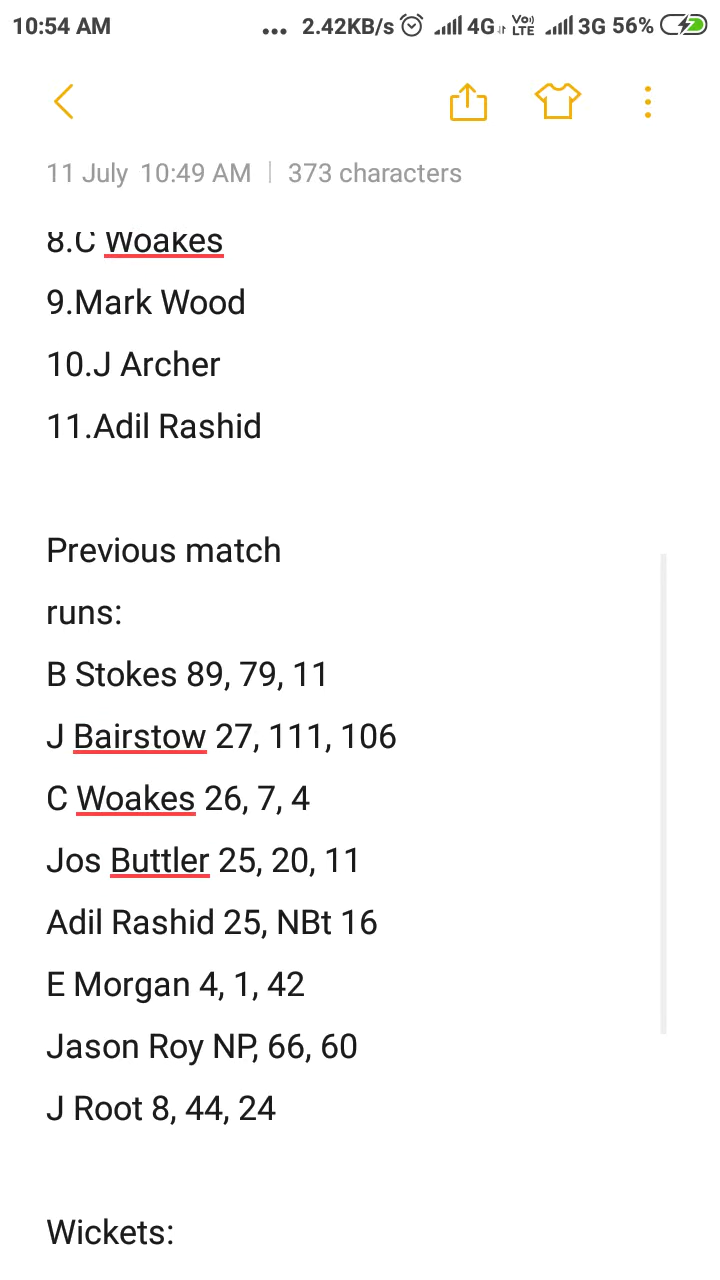 10:54 AM ... 2.42KB/s 4G Vo) LTE 3G 56%
11 July 10:49 AM | 373 characters
8.C Woakes
9.Mark Wood
10.J Archer
11.Adil Rashid
Previous match
runs:
B Stokes 89, 79, 11
J Bairstow 27, 111, 106
C Woakes 26, 7, 4
Jos Buttler 25, 20, 11
Adil Rashid 25, NBt 16
E Morgan 4, 1, 42
Jason Roy NP, 66, 60
J Root 8, 44, 24
Wickets: